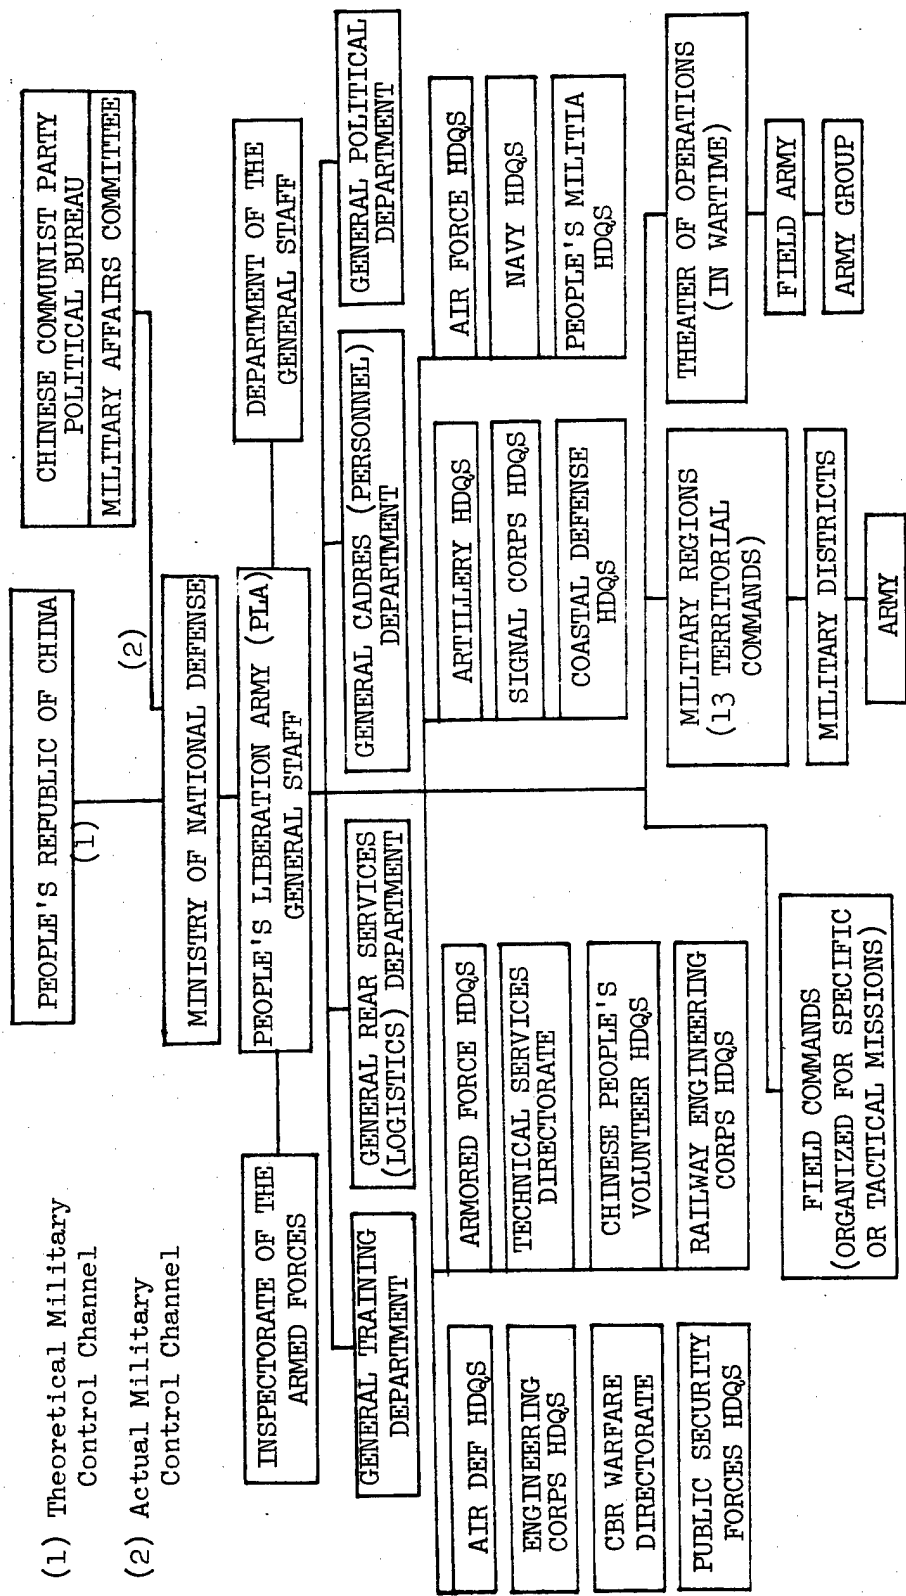 PEOPLE'S REPUBLIC OF CHINA
CHINESE COMMUNIST PARTY
POLITICAL BUREAU
MILITARY AFFAIRS COMMITTEE
(1) Theoretical Military
Control Channel
(2) Actual Military
Control Channel
(1)
(2)
MINISTRY OF NATIONAL DEFENSE
INSPECTORATE OF THE
ARMED FORCES
PEOPLE'S LIBERATION ARMY (PLA)
GENERAL STAFF
DEPARTMENT OF THE
GENERAL STAFF
GENERAL TRAINING
DEPARTMENT
GENERAL REAR SERVICES
(LOGISTICS) DEPARTMENT
GENERAL CADRES (PERSONNEL)
DEPARTMENT
GENERAL POLITICAL
DEPARTMENT
AIR DEF HDQS
ENGINEERING
CORPS HDQS
CBR WARFARE
DIRECTORATE
PUBLIC SECURITY
FORCES HDQS
ARMORED FORCE HDQS
TECHNICAL SERVICES
DIRECTORATE
CHINESE PEOPLE'S
VOLUNTEER HDQS
RAILWAY ENGINEERING
CORPS HDQS
ARTILLERY HDQS
SIGNAL CORPS HDQS
COASTAL DEFENSE
HDQS
AIR FORCE HDQS
NAVY HDQS
PEOPLE'S MILITIA
HDQS
FIELD COMMANDS
(ORGANIZED FOR SPECIFIC
OR TACTICAL MISSIONS)
MILITARY REGIONS
(13 TERRITORIAL
COMMANDS)
MILITARY DISTRICTS
ARMY
THEATER OF OPERATIONS
(IN WARTIME)
FIELD ARMY
ARMY GROUP